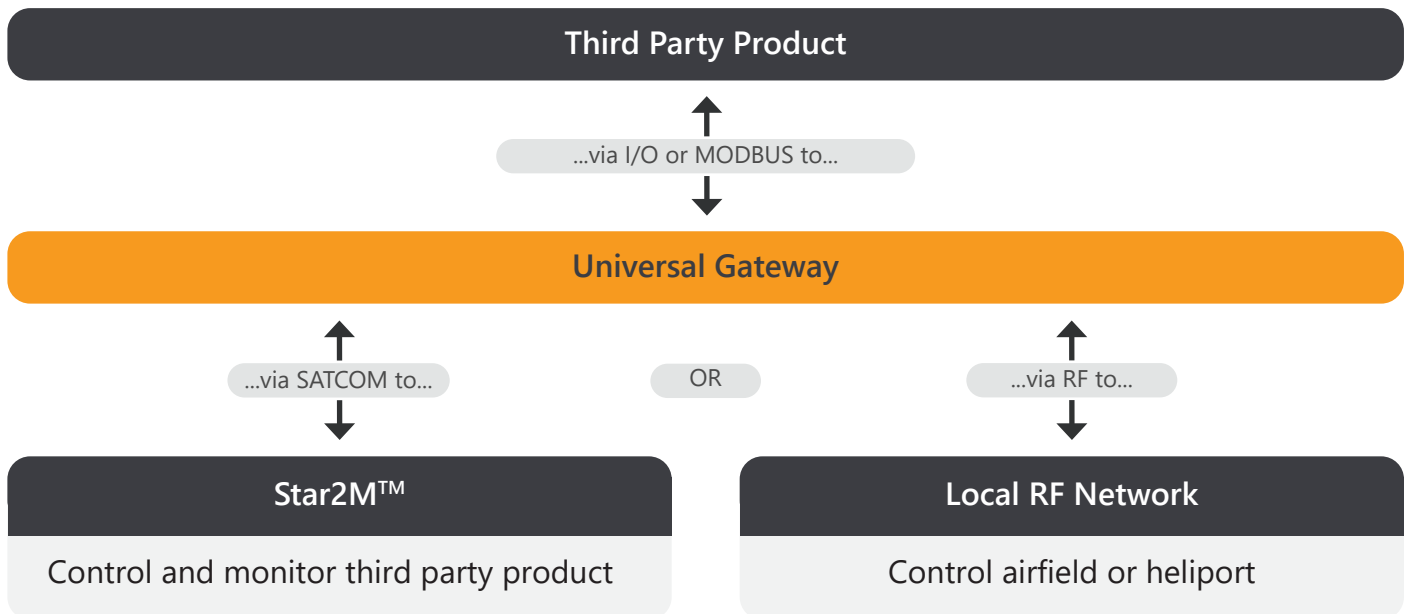 Third Party Product
...via I/O or MODBUS to...
Universal Gateway
...via SATCOM to...
OR
...via RF to...
Star2M™
Local RF Network
Control and monitor third party product
Control airfield or heliport